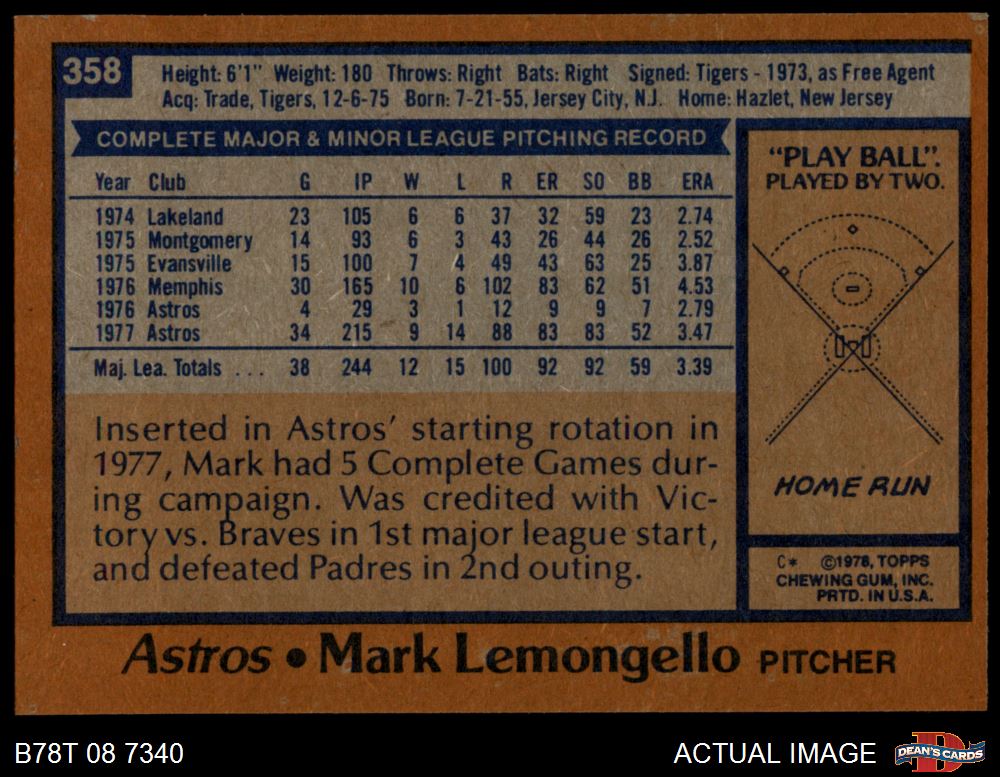 358
Height: 6'1" Weight: 180 Throws: Right Bats: Right Signed: Tigers - 1973, as Free Agent
Acq: Trade, Tigers, 12-6-75 Born: 7-21-55, Jersey City, N.J. Home: Hazlet, New Jersey
COMPLETE MAJOR & MINOR LEAGUE PITCHING RECORD
Year Club G IP W L R ER SO BB ERA
1974 Lakeland 23 105 6 6 37 32 59 23 2.74
1975 Montgomery 14 93 6 3 43 26 44 26 2.52
1975 Evansville 15 100 7 4 49 43 63 25 3.87
1976 Memphis 30 165 10 6 102 83 62 51 4.53
1976 Astros 4 29 3 1 12 9 9 7 2.79
1977 Astros 34 215 9 14 88 83 83 52 3.47
Maj. Lea. Totals ... 38 244 12 15 100 92 92 59 3.39
Inserted in Astros' starting rotation in
1977, Mark had 5 Complete Games dur-
ing campaign. Was credited with Vic-
tory vs. Braves in 1st major league start,
and defeated Padres in 2nd outing.
"PLAY BALL".
PLAYED BY TWO.
HOME RUN
C* ©1978, TOPPS
CHEWING GUM, INC.
PRTD. IN U.S.A.
Astros • Mark Lemongello PITCHER
B78T 08 7340
ACTUAL IMAGE
D
DEAN'S CARDS